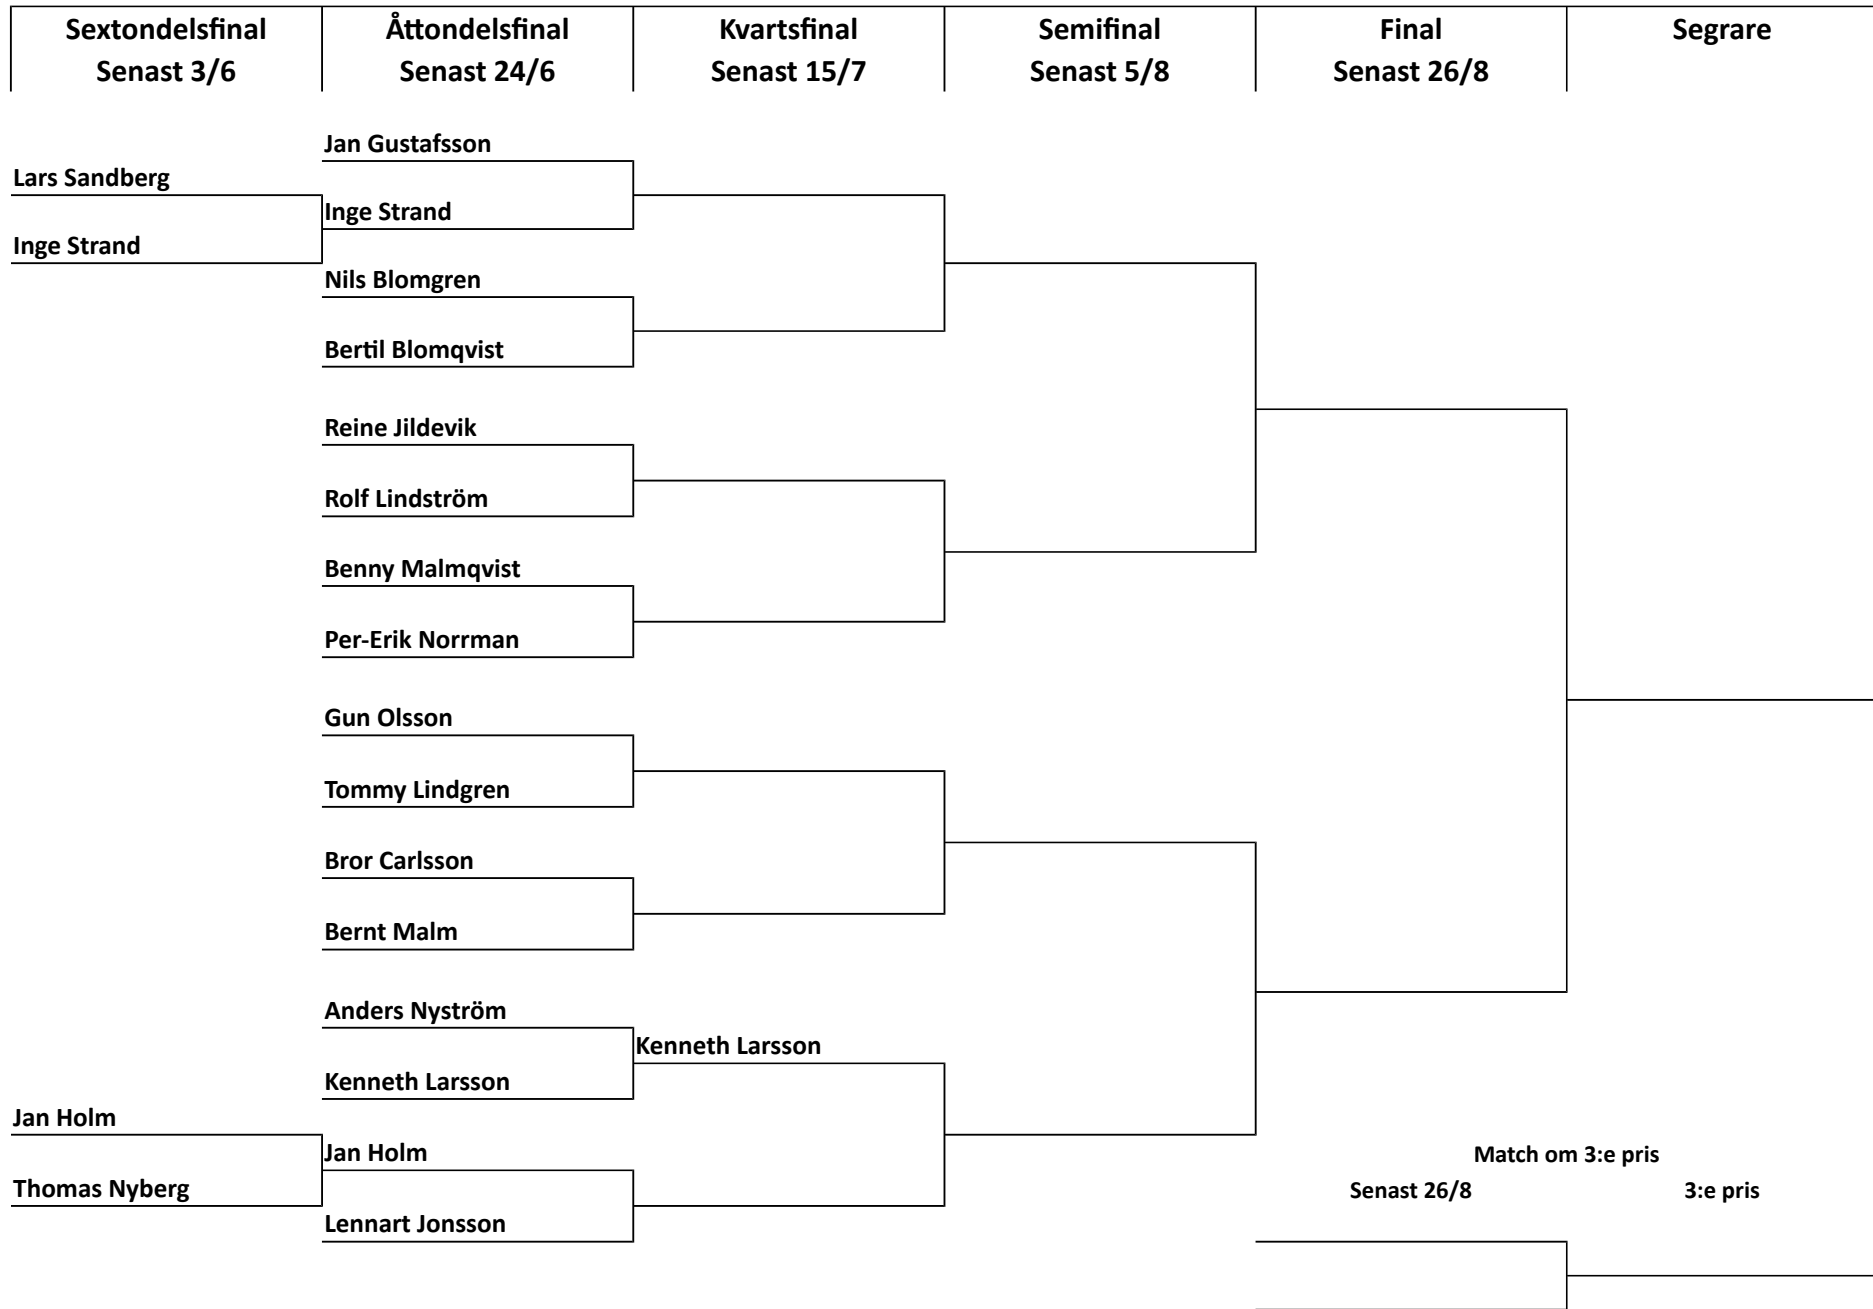 Sextondelsfinal
Senast 3/6
Åttondelsfinal
Senast 24/6
Kvartsfinal
Senast 15/7
Semifinal
Senast 5/8
Final
Senast 26/8
Segrare
Lars Sandberg
Inge Strand
Jan Holm
Thomas Nyberg
Jan Gustafsson
Inge Strand
Nils Blomgren
Bertil Blomqvist
Reine Jildevik
Rolf Lindström
Benny Malmqvist
Per-Erik Norrman
Gun Olsson
Tommy Lindgren
Bror Carlsson
Bernt Malm
Anders Nyström
Kenneth Larsson
Jan Holm
Lennart Jonsson
Kenneth Larsson
Match om 3:e pris
Senast 26/8
3:e pris